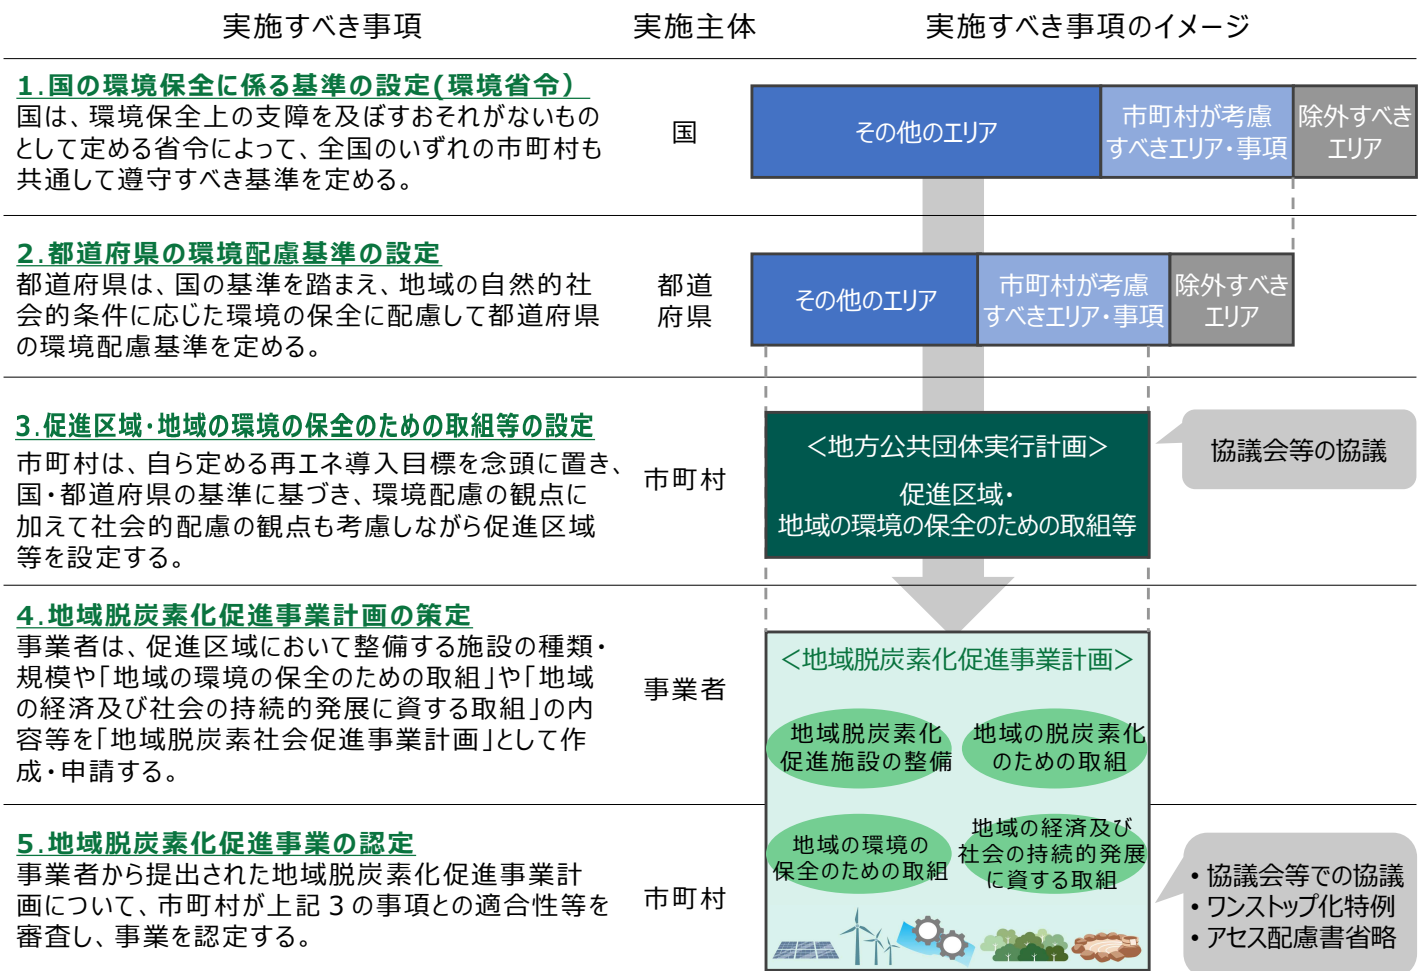 実施すべき事項
実施主体
実施すべき事項のイメージ
1.国の環境保全に係る基準の設定(環境省令）
国は、環境保全上の支障を及ぼすおそれがないもの
として定める省令によって、全国のいずれの市町村も
共通して遵守すべき基準を定める。
国
その他のエリア
市町村が考慮
すべきエリア・事項
除外すべき
エリア
2.都道府県の環境配慮基準の設定
都道府県は、国の基準を踏まえ、地域の自然的社
会的条件に応じた環境の保全に配慮して都道府県
の環境配慮基準を定める。
都道
府県
その他のエリア
市町村が考慮
すべきエリア・事項
除外すべき
エリア
3.促進区域・地域の環境の保全のための取組等の設定
市町村は、自ら定める再エネ導入目標を念頭に置き、
国・都道府県の基準に基づき、環境配慮の観点に
加えて社会的配慮の観点も考慮しながら促進区域
等を設定する。
市町村
＜地方公共団体実行計画＞
促進区域・
地域の環境の保全のための取組等
協議会等の協議
4.地域脱炭素化促進事業計画の策定
事業者は、促進区域において整備する施設の種類・
規模や「地域の環境の保全のための取組」や「地域
の経済及び社会の持続的発展に資する取組」の内
容等を「地域脱炭素社会促進事業計画」として作
成・申請する。
事業者
＜地域脱炭素化促進事業計画＞
地域脱炭素化
促進施設の整備
地域の脱炭素化
のための取組
地域の環境の
保全のための取組
地域の経済及び
社会の持続的発展
に資する取組
5.地域脱炭素化促進事業の認定
事業者から提出された地域脱炭素化促進事業計
画について、市町村が上記３の事項との適合性等を
審査し、事業を認定する。
市町村
・協議会等での協議
・ワンストップ化特例
・アセス配慮書省略